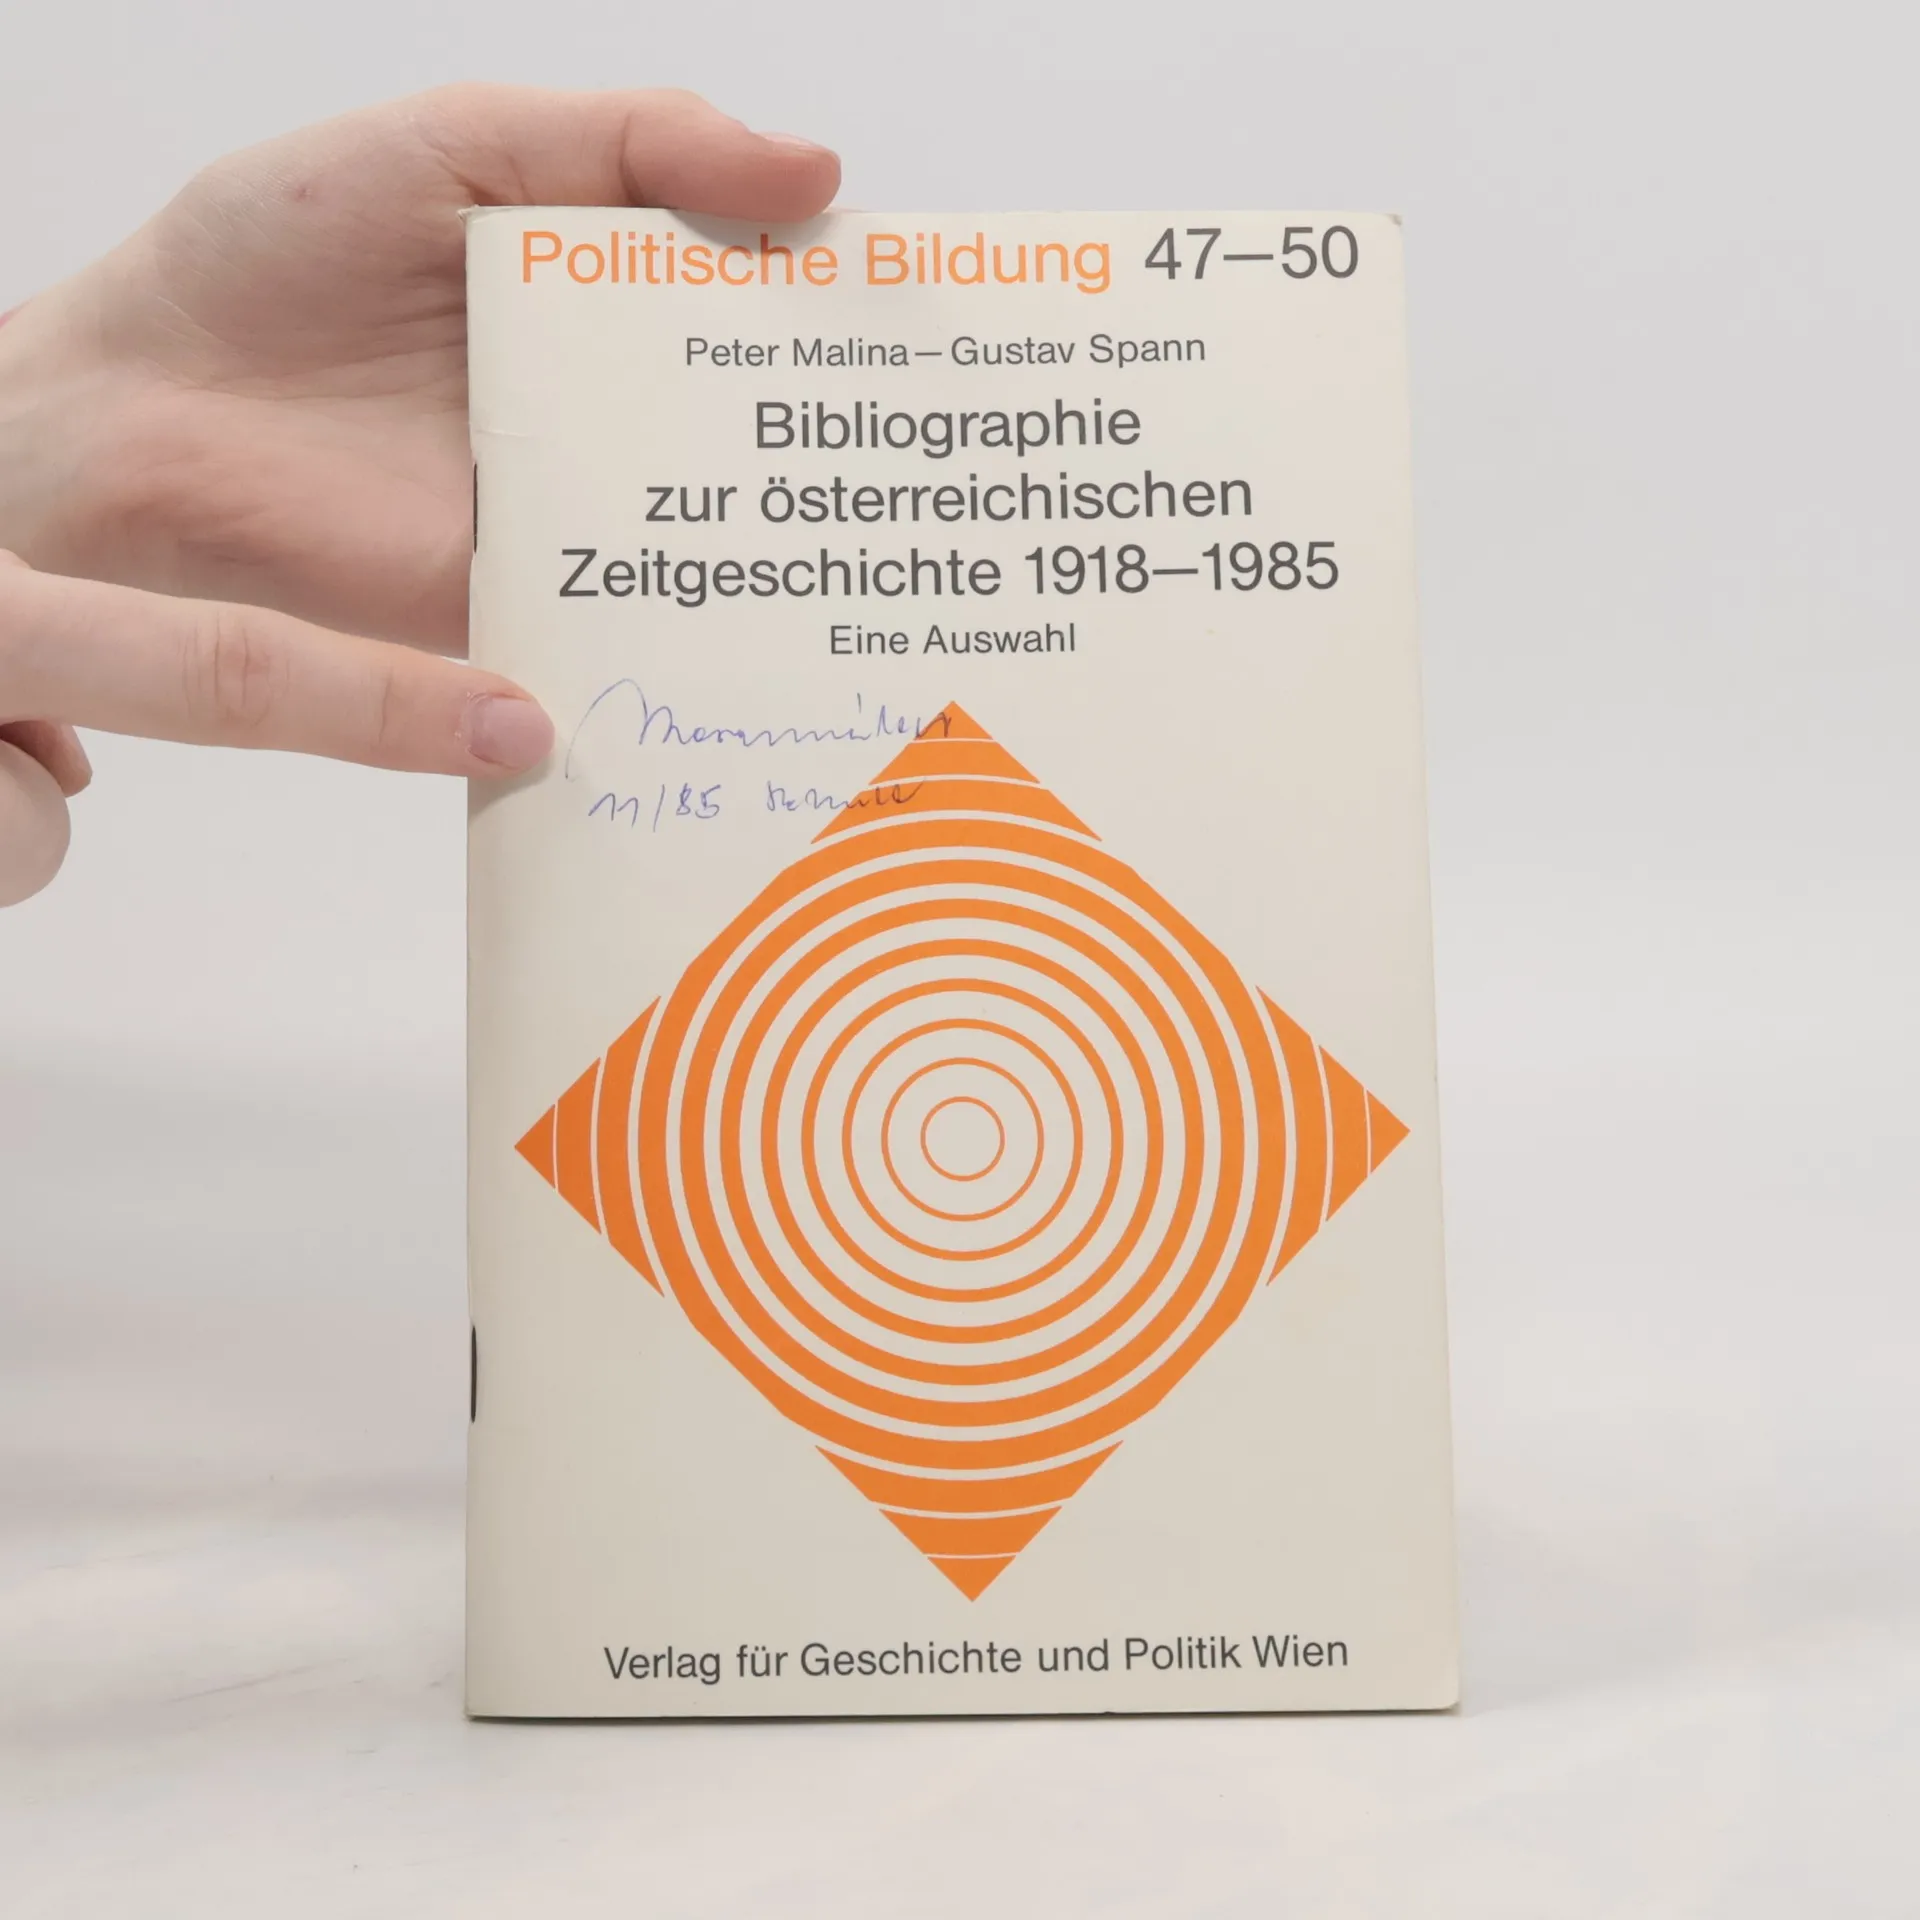 Politische Bildung 47—50
Peter Malina—Gustav Spann
Bibliographie
zur österreichischen
Zeitgeschichte 1918—1985
Eine Auswahl
11/85
Verlag für Geschichte und Politik Wien